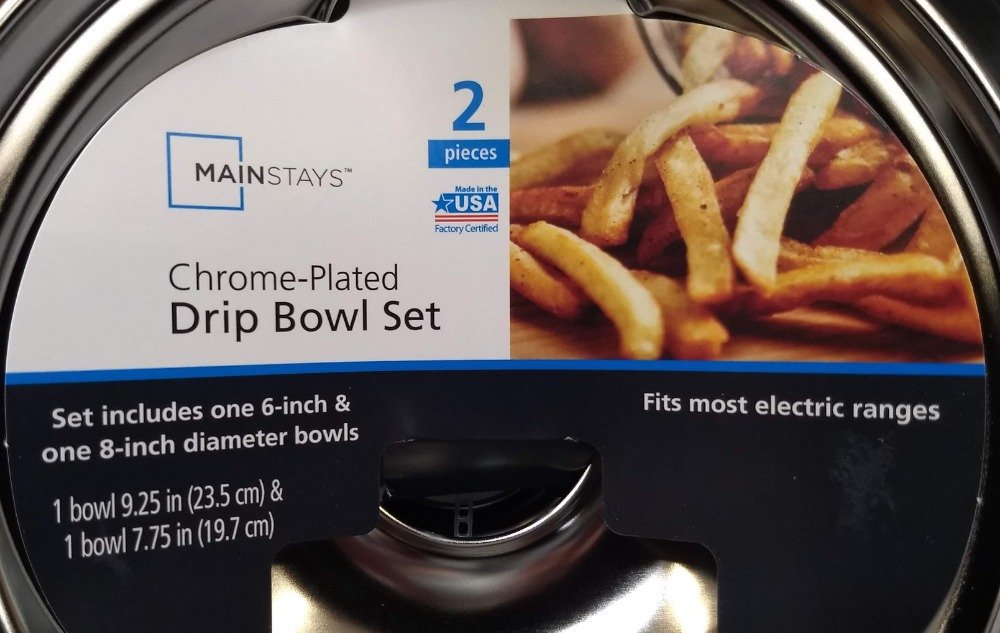 2
pieces
MAINSTAYS™
Made in the
USA
Factory Certified
Chrome-Plated
Drip Bowl Set
Set includes one 6-inch &
one 8-inch diameter bowls
1 bowl 9.25 in (23.5 cm) &
1 bowl 7.75 in (19.7 cm)
Fits most electric ranges